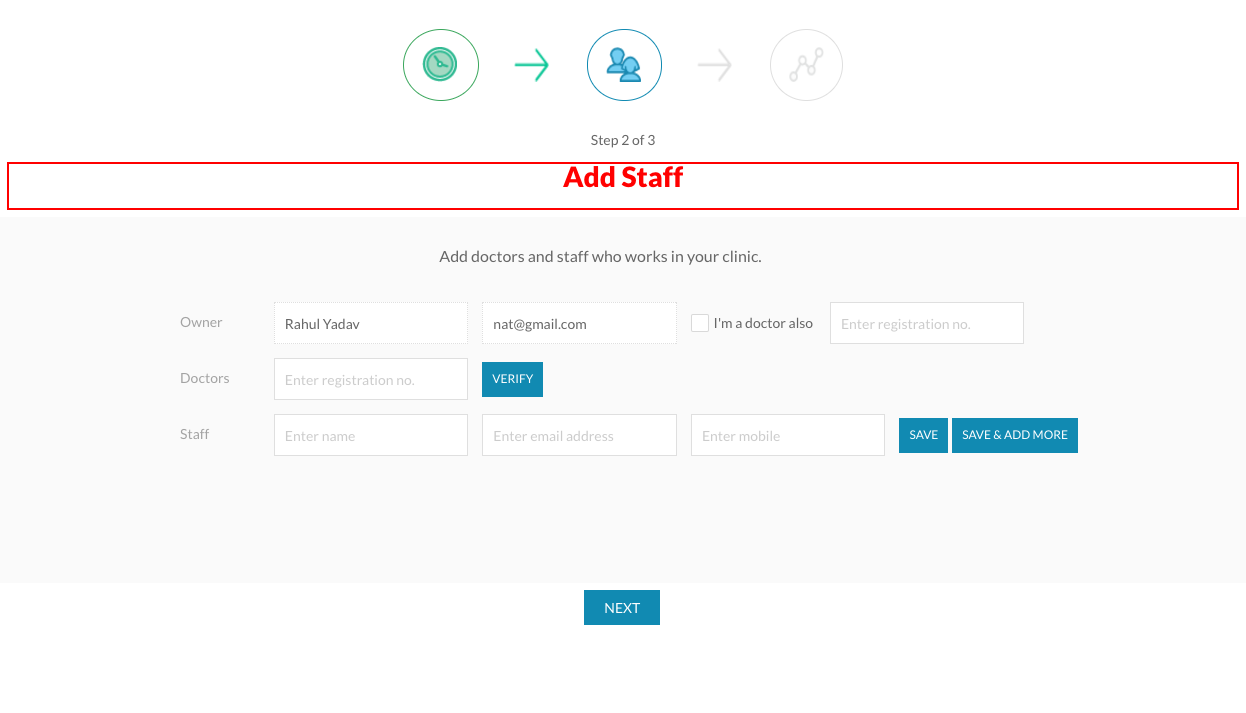 Step 2 of 3
Add Staff
Add doctors and staff who works in your clinic.
Owner Rahul Yadav nat@gmail.com I'm a doctor also Enter registration no.
Doctors Enter registration no. VERIFY
Staff Enter name Enter email address Enter mobile SAVE SAVE & ADD MORE
NEXT